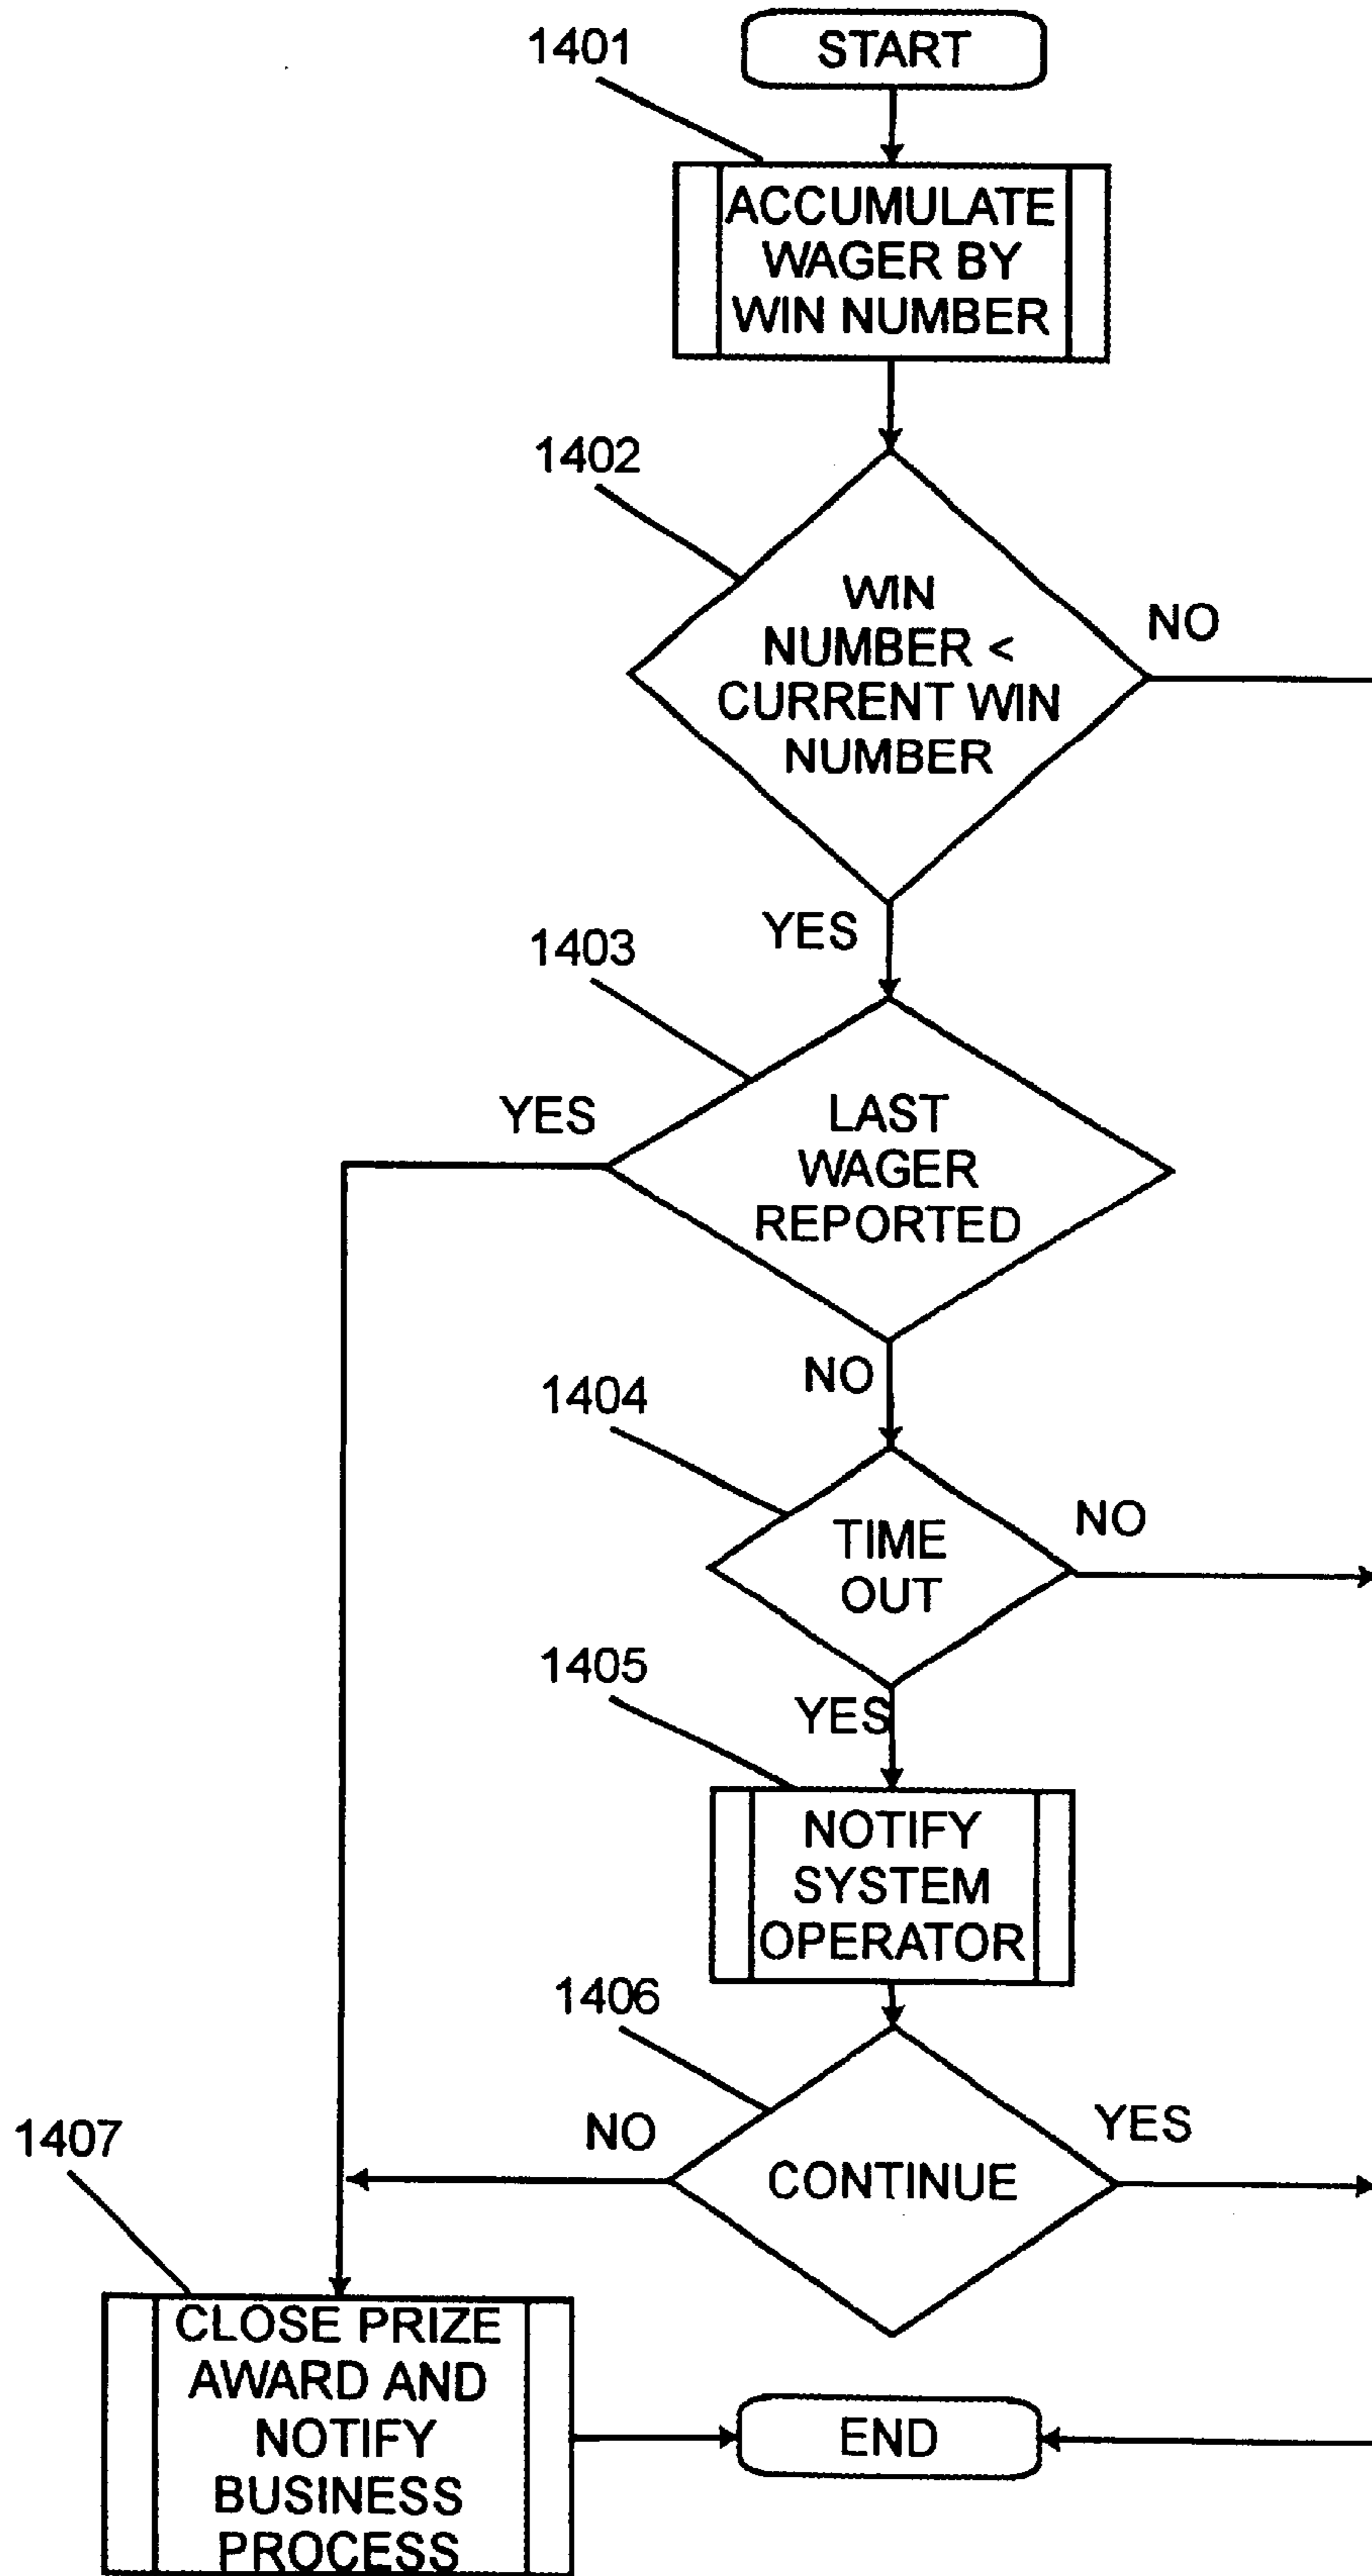 START
1401
ACCUMULATE
WAGER BY
WIN NUMBER
1402
WIN
NUMBER <
CURRENT WIN
NUMBER
NO
YES
1403
YES
LAST
WAGER
REPORTED
NO
1404
TIME
OUT
NO
1405
YES
NOTIFY
SYSTEM
OPERATOR
1406
NO
CONTINUE
YES
1407
CLOSE PRIZE
AWARD AND
NOTIFY
BUSINESS
PROCESS
END